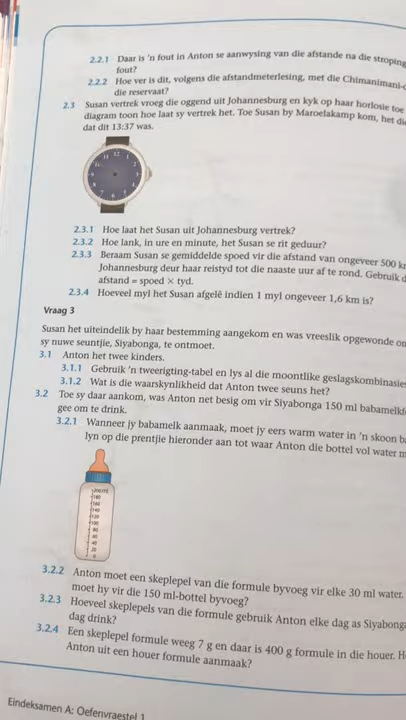 2.2.1 Daar is 'n fout in Anton se aanwysing van die afstande na die stroping
fout?
2.2.2 Hoe ver is dit, volgens die afstandmeterlesing, met die Chimanimani-
die reservaat?
2.3 Susan vertrek vroeg die oggend uit Johannesburg en kyk op haar horlosie toe
diagram toon hoe laat sy vertrek het. Toe Susan by Maroelakamp kom, het die
dat dit 13:37 was.
12
2.3.1 Hoe laat het Susan uit Johannesburg vertrek?
2.3.2 Hoe lank, in ure en minute, het Susan se rit geduur?
2.3.3 Beraam Susan se gemiddelde spoed vir die afstand van ongeveer 500 k
Johannesburg deur haar reistyd tot die naaste uur af te rond. Gebruik d
afstand = spoed × tyd.
2.3.4 Hoeveel myl het Susan afgelê indien 1 myl ongeveer 1,6 km is?
Vraag 3
Susan het uiteindelik by haar bestemming aangekom en was vreeslik opgewonde o
sy nuwe seuntjie, Siyabonga, te ontmoet.
3.1 Anton het twee kinders.
3.1.1 Gebruik 'n tweerigting-tabel en lys al die moontlike geslagskombinasies
3.1.2 Wat is die waarskynlikheid dat Anton twee seuns het?
3.2 Toe sy daar aankom, was Anton net besig om vir Siyabonga 150 ml babamelkf
gee om te drink.
3.2.1 Wanneer jy babamelk aanmaak, moet jy eers warm water in 'n skoon b
lyn op die prentjie hieronder aan tot waar Anton die bottel vol water m
180
160
140
120
100
80
60
40
20
0
3.2.2 Anton moet een skeplepel van die formule byvoeg vir elke 30 ml water.
moet hy vir die 150 ml-bottel byvoeg?
3.2.3 Hoeveel skeplepels van die formule gebruik Anton elke dag as Siyabonga
dag drink?
3.2.4 Een skeplepel formule weeg 7 g en daar is 400 g formule in die houer. H
Anton uit een houer formule aanmaak?
Eindeksamen A: Oefenvraestel 1